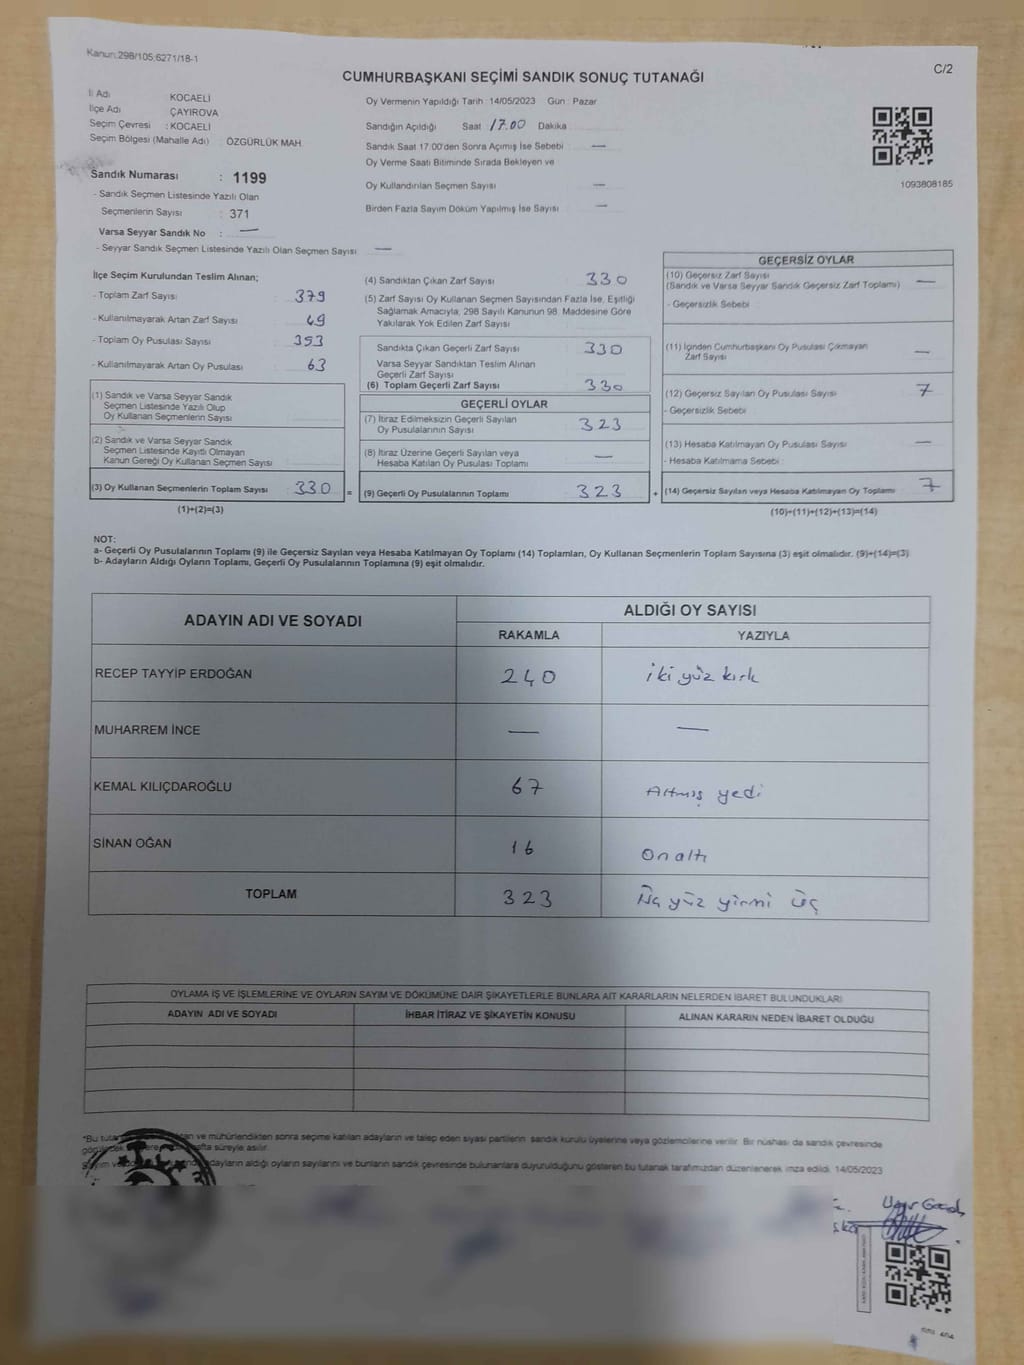 Kanun:298/105;6271/18-1
C/2
CUMHURBAŞKANI SEÇİMİ SANDIK SONUÇ TUTANAĞI
İl Adı KOCAELİ
İlçe Adı ÇAYIROVA
Seçim Çevresi : KOCAELİ
Seçim Bölgesi (Mahalle Adı) : ÖZGÜRLÜK MAH.
Sandık Numarası : 1199
- Sandık Seçmen Listesinde Yazılı Olan
Seçmenlerin Sayısı : 371
Varsa Seyyar Sandık No : —
- Seyyar Sandık Seçmen Listesinde Yazılı Olan Seçmen Sayısı —
Oy Vermenin Yapıldığı Tarih : 14/05/2023 Gün : Pazar
Sandığın Açıldığı Saat 17.00 Dakika
Sandık Saat 17:00'den Sonra Açımış İse Sebebi : —
Oy Verme Saati Bitiminde Sırada Bekleyen ve
Oy Kullandırılan Seçmen Sayısı —
Birden Fazla Sayım Döküm Yapılmış İse Sayısı : —
1093808185
İlçe Seçim Kurulundan Teslim Alınan;
- Toplam Zarf Sayısı : 379
- Kullanılmayarak Artan Zarf Sayısı : 49
- Toplam Oy Pusulası Sayısı : 393
- Kullanılmayarak Artan Oy Pusulası : 63
(1) Sandık ve Varsa Seyyar Sandık
Seçmen Listesinde Yazılı Olup
Oy Kullanan Seçmenlerin Sayısı :
(2) Sandık ve Varsa Seyyar Sandık
Seçmen Listesinde Kayıtlı Olmayan
Kanun Gereği Oy Kullanan Seçmen Sayısı :
(3) Oy Kullanan Seçmenlerin Toplam Sayısı : 330 =
(1)+(2)=(3)
(4) Sandıktan Çıkan Zarf Sayısı : 330
(5) Zarf Sayısı Oy Kullanan Seçmen Sayısından Fazla İse, Eşitliği
Sağlamak Amacıyla, 298 Sayılı Kanunun 98. Maddesine Göre
Yakılarak Yok Edilen Zarf Sayısı
Sandıkta Çıkan Geçerli Zarf Sayısı : 330
Varsa Seyyar Sandıktan Teslim Alınan
Geçerli Zarf Sayısı
(6) Toplam Geçerli Zarf Sayısı : 330
GEÇERLİ OYLAR
(7) İtiraz Edilmeksizin Geçerli Sayılan
Oy Pusulalarının Sayısı : 323
(8) İtiraz Üzerine Geçerli Sayılan veya
Hesaba Katılan Oy Pusulası Toplamı : —
(9) Geçerli Oy Pusulalarının Toplamı : 323 +
GEÇERSİZ OYLAR
(10) Geçersiz Zarf Sayısı
(Sandık ve Varsa Seyyar Sandık Geçersiz Zarf Toplamı) : —
- Geçersizlik Sebebi :
(11) İçinden Cumhurbaşkanı Oy Pusulası Çıkmayan
Zarf Sayısı : —
(12) Geçersiz Sayılan Oy Pusulası Sayısı : 7
- Geçersizlik Sebebi :
(13) Hesaba Katılmayan Oy Pusulası Sayısı : —
- Hesaba Katılmama Sebebi :
(14) Geçersiz Sayılan veya Hesaba Katılmayan Oy Toplamı : 7
(10)+(11)+(12)+(13)=(14)
NOT:
a- Geçerli Oy Pusulalarının Toplamı (9) ile Geçersiz Sayılan veya Hesaba Katılmayan Oy Toplamı (14) Toplamları, Oy Kullanan Seçmenlerin Toplam Sayısına (3) eşit olmalıdır. (9)+(14)=(3)
b- Adayların Aldığı Oyların Toplamı, Geçerli Oy Pusulalarının Toplamına (9) eşit olmalıdır.
ADAYIN ADI VE SOYADI ALDIĞI OY SAYISI
RAKAMLA YAZIYLA
RECEP TAYYİP ERDOĞAN 240 iki yüz kırk
MUHARREM İNCE — —
KEMAL KILIÇDAROĞLU 67 Altmış yedi
SİNAN OĞAN 16 On altı
TOPLAM 323 Üç yüz yirmi üç
OYLAMA İŞ VE İŞLEMLERİNE VE OYLARIN SAYIM VE DÖKÜMÜNE DAİR ŞİKAYETLERLE BUNLARA AİT KARARLARIN NELERDEN İBARET BULUNDUKLARI
ADAYIN ADI VE SOYADI İHBAR İTİRAZ VE ŞİKAYETİN KONUSU ALINAN KARARIN NEDEN İBARET OLDUĞU
*Bu ve mühürlendikten sonra seçime katılan adayların ve talep eden siyasi partilerin sandık kurulu üyelerine veya gözlemcilerine verilir. Bir nüshası da sandık çevresinde
süreyle asılır.
adayların aldığı oyların sayılarını ve bunların sandık çevresinde bulunanlara duyurulduğunu gösteren bu tutanak tarafımızdan düzenlenerek imza edildi. 14/05/2023